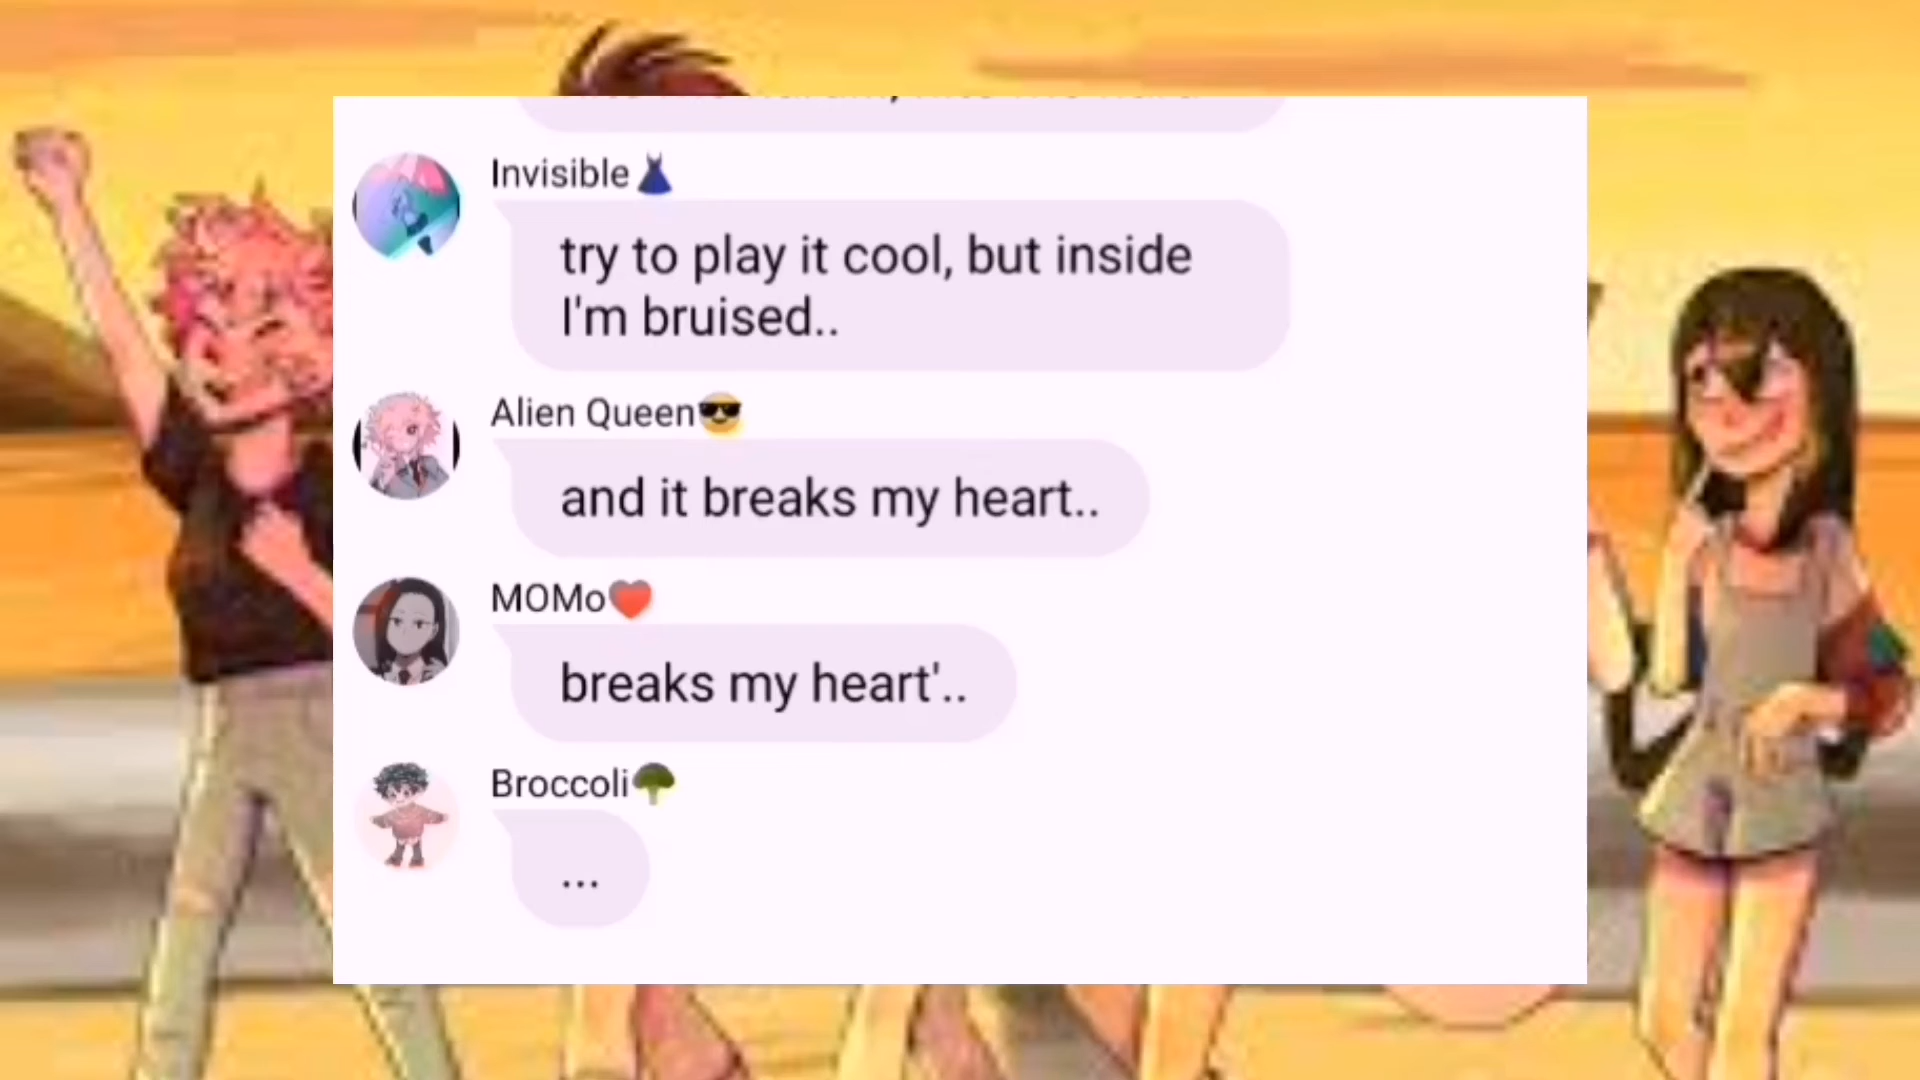 Invisible👗
try to play it cool, but inside
I'm bruised..
Alien Queen😎
and it breaks my heart..
MOMo❤️
breaks my heart'..
Broccoli🥦
...